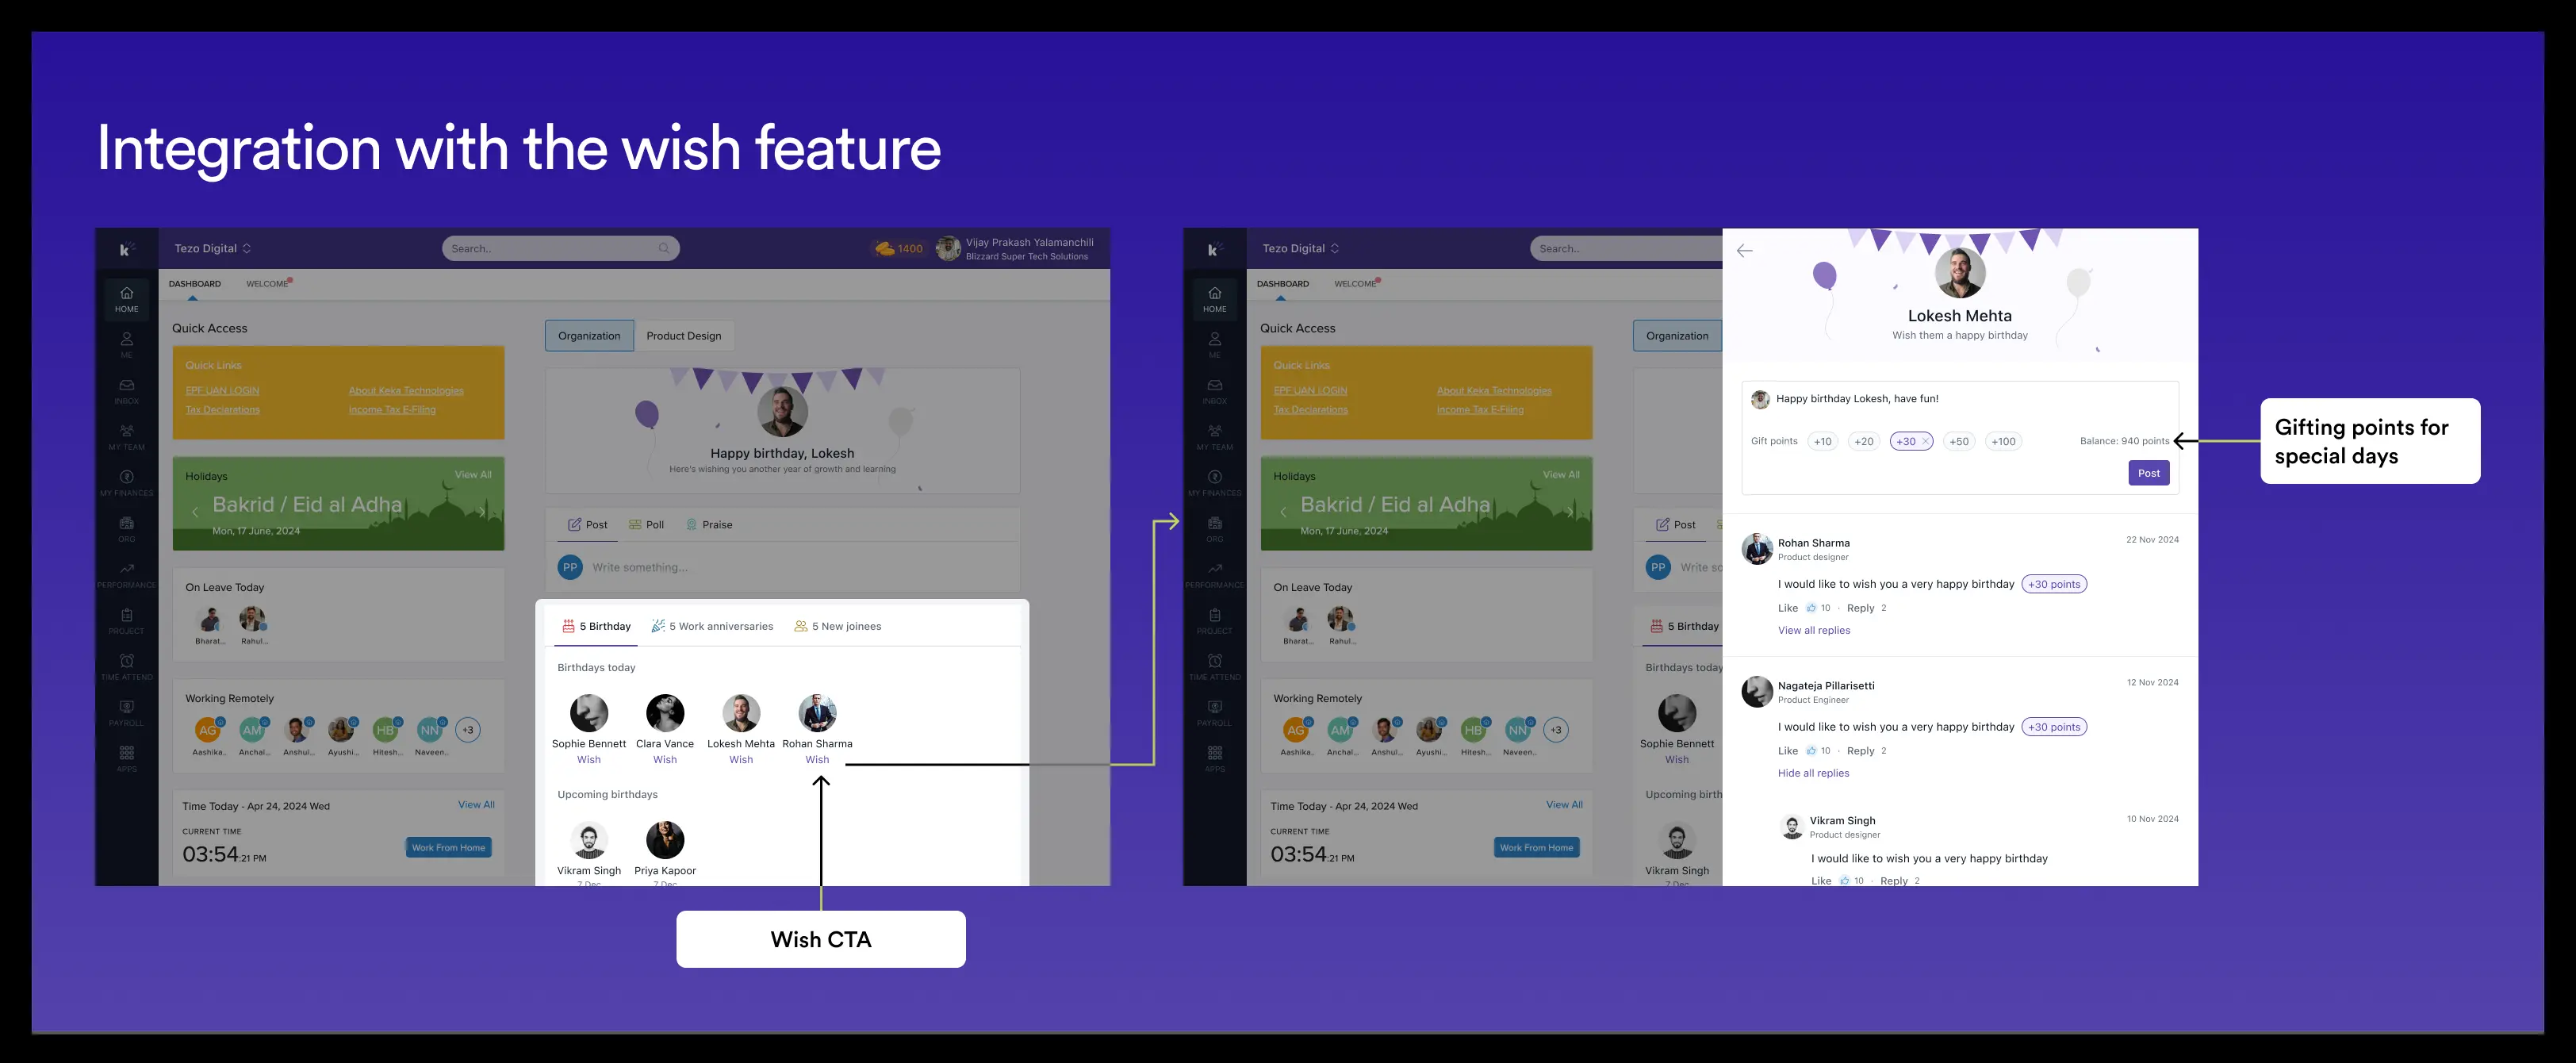 Integration with the wish feature
k
Tezo Digital
Search..
1400
Vijay Prakash Yalamanchili
Blizzard Super Tech Solutions
HOME
ME
INBOX
MY TEAM
MY FINANCES
ORG
PERFORMANCE
PROJECT
TIME ATTEND
PAYROLL
APPS
DASHBOARD
WELCOME
Quick Access
Quick Links
EPF UAN LOGIN
About Keka Technologies
Tax Declarations
Income Tax E-Filing
Holidays
View All
Bakrid / Eid al Adha
Mon, 17 June, 2024
On Leave Today
Bharat...
Rahul...
Working Remotely
AG
AM
HB
NN
+3
Aashika..
Anchal...
Anshul...
Ayushi...
Hitesh...
Naveen..
Time Today - Apr 24, 2024 Wed
View All
CURRENT TIME
03:54:21 PM
Work From Home
Organization
Product Design
Happy birthday, Lokesh
Here's wishing you another year of growth and learning
Post
Poll
Praise
PP
Write something...
5 Birthday
5 Work anniversaries
5 New joinees
Birthdays today
Sophie Bennett
Clara Vance
Lokesh Mehta
Rohan Sharma
Wish
Wish
Wish
Wish
Upcoming birthdays
Vikram Singh
Priya Kapoor
7 Dec
7 Dec
Wish CTA
k
Tezo Digital
Search..
HOME
ME
INBOX
MY TEAM
MY FINANCES
ORG
PERFORMANCE
PROJECT
TIME ATTEND
PAYROLL
APPS
DASHBOARD
WELCOME
Quick Access
Quick Links
EPF UAN LOGIN
About Keka Technologies
Tax Declarations
Income Tax E-Filing
Holidays
View All
Bakrid / Eid al Adha
Mon, 17 June, 2024
On Leave Today
Bharat...
Rahul...
Working Remotely
AG
AM
HB
NN
+3
Aashika..
Anchal...
Anshul...
Ayushi...
Hitesh...
Naveen..
Time Today - Apr 24, 2024 Wed
View All
CURRENT TIME
03:54:21 PM
Work From Home
Organization
Post
PP
Write so
5 Birthday
Birthdays today
Sophie Bennett
Wish
Upcoming birth
Vikram Singh
7 Dec
Lokesh Mehta
Wish them a happy birthday
Happy birthday Lokesh, have fun!
Gift points
+10
+20
+30 ×
+50
+100
Balance: 940 points
Post
Rohan Sharma
22 Nov 2024
Product designer
I would like to wish you a very happy birthday +30 points
Like 10 · Reply 2
View all replies
Nagateja Pillarisetti
12 Nov 2024
Product Engineer
I would like to wish you a very happy birthday +30 points
Like 10 · Reply 2
Hide all replies
Vikram Singh
10 Nov 2024
Product designer
I would like to wish you a very happy birthday
Like 10 · Reply 2
Gifting points for
special days